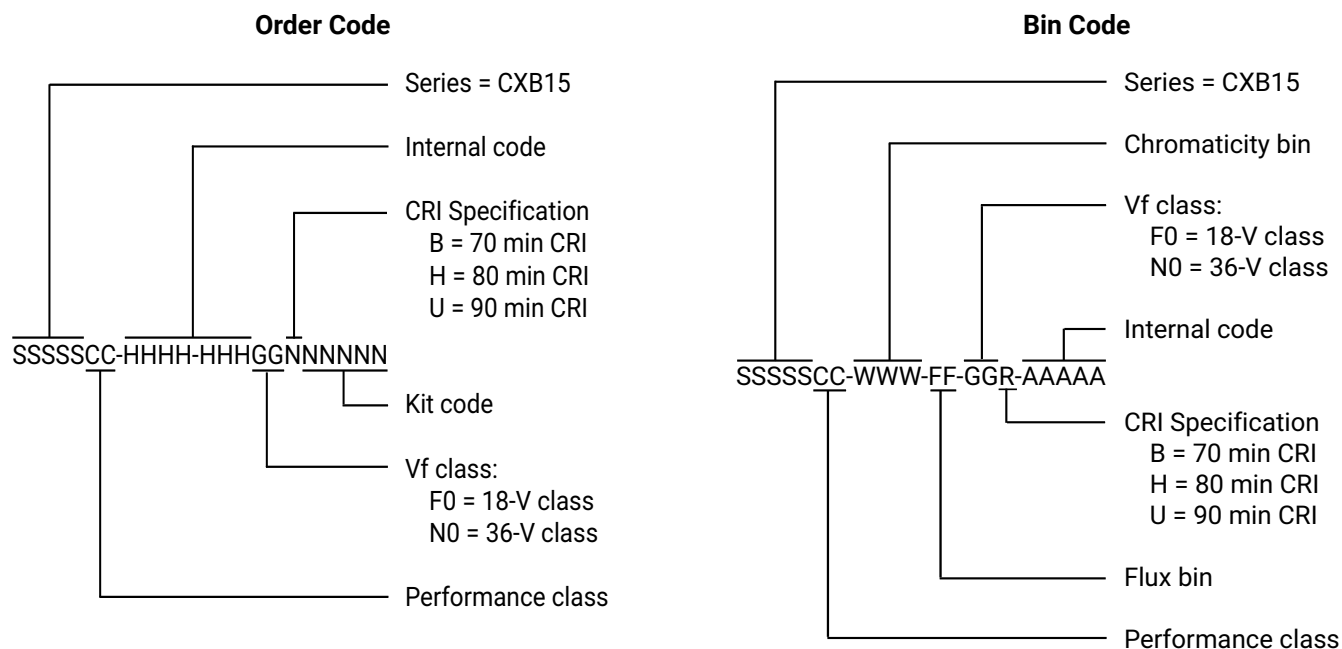 Order Code
Series = CXB15
Internal code
CRI Specification
B = 70 min CRI
H = 80 min CRI
U = 90 min CRI
SSSSSCC-HHHH-HHHGGNNNNNN
Kit code
Vf class:
F0 = 18-V class
N0 = 36-V class
Performance class
Bin Code
Series = CXB15
Chromaticity bin
Vf class:
F0 = 18-V class
N0 = 36-V class
Internal code
SSSSSCC-WWW-FF-GGR-AAAAA
CRI Specification
B = 70 min CRI
H = 80 min CRI
U = 90 min CRI
Flux bin
Performance class